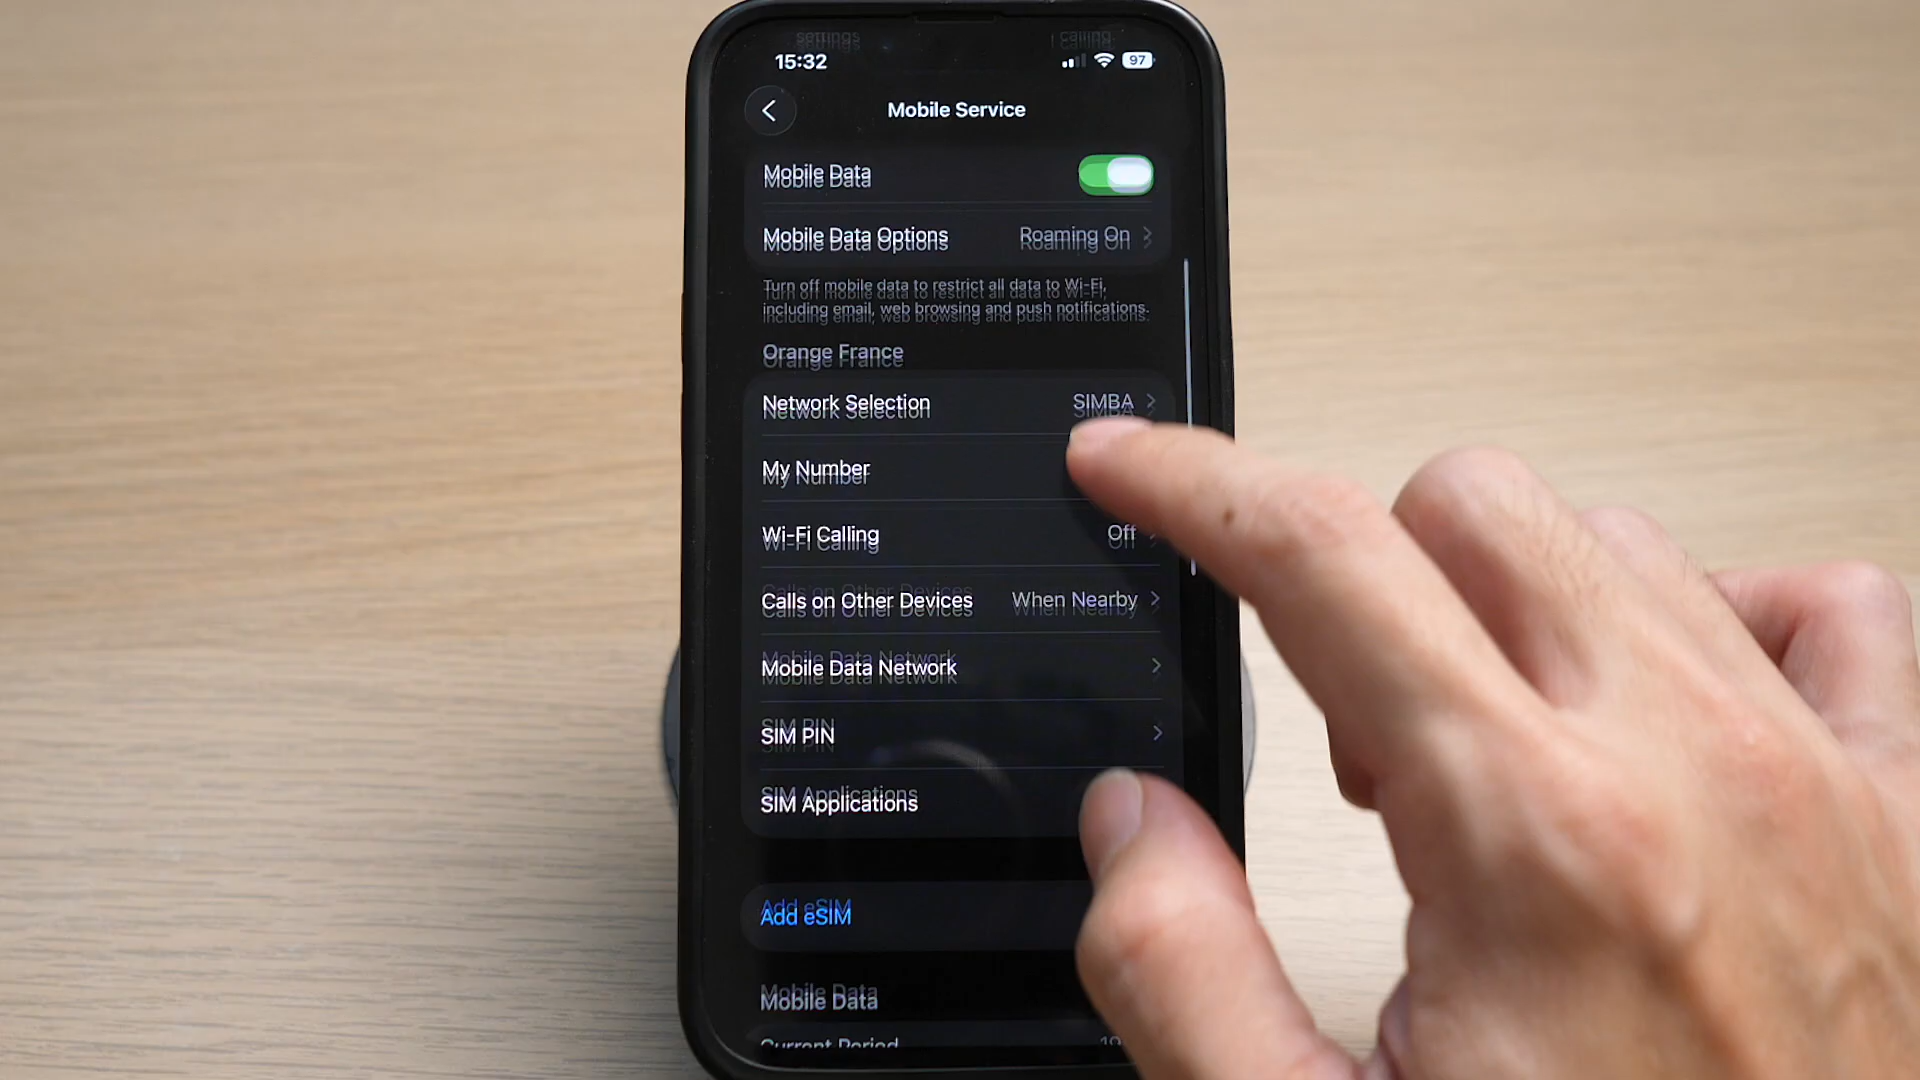 settings calling.
15:32 97
Mobile Service
Mobile Data
Mobile Data Options Roaming On
Turn off mobile data to restrict all data to Wi-Fi,
including email, web browsing and push notifications.
Orange France
Network Selection SIMBA
My Number
Wi-Fi Calling Off
Calls on Other Devices When Nearby
Mobile Data Network
SIM PIN
SIM Applications
Add eSIM
Mobile Data
Current Period